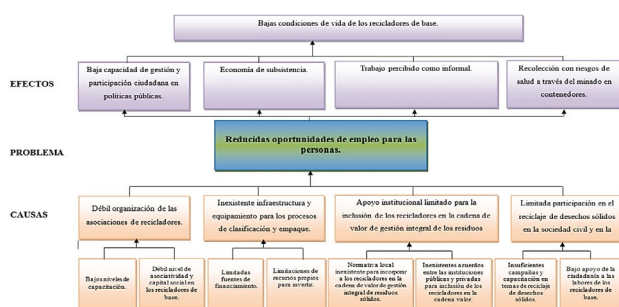 Bajas condiciones de vida de los recicladores de base.
EFECTOS
Baja capacidad de gestión y
participación ciudadana en
políticas públicas.
Economía de subsistencia.
Trabajo percibido como informal.
Recolección con riesgos de
salud a través del minado en
contenedores.
PROBLEMA
Reducidas oportunidades de empleo para las
personas.
CAUSAS
Débil organización de las
asociaciones de recicladores.
Inexistente infraestructura y
equipamiento para los procesos
de clasificación y empaque.
Apoyo institucional limitado para la
inclusión de los recicladores en la cadena de
valor de gestión integral de los residuos
Limitada participación en el
reciclaje de desechos sólidos
en la sociedad civil y en la
Bajos niveles de
capacitación.
Débil nivel de
asociatividad y
capital social en
los recicladores de
base.
Limitadas
fuentes de
financiamiento.
Limitaciones de
recursos propios
para invertir.
Normativa local
inexistente para incorporar a
los recicladores en la
cadena de valor de gestión
integral de residuos
sólidos.
Inexistentes acuerdos
entre las instituciones
públicas y privadas
para inclusión de los
recicladores en la
cadena valor.
Insuficientes
campañas y
capacitación en
temas de reciclaje
de desechos
sólidos.
Bajo apoyo de la
ciudadanía a las
labores de los
recicladores de
base.